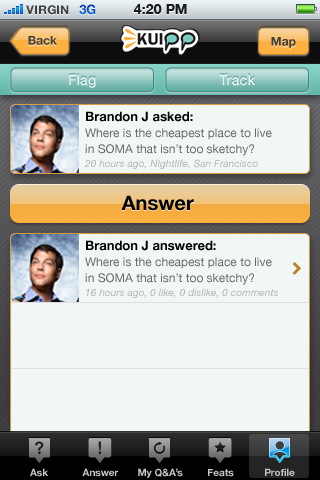 VIRGIN 3G 4:20 PM
Back KUIPP Map
Flag Track
Brandon J asked:
Where is the cheapest place to live
in SOMA that isn't too sketchy?
20 hours ago, Nightlife, San Francisco
Answer
Brandon J answered:
Where is the cheapest place to live
in SOMA that isn't too sketchy?
16 hours ago, 0 like, 0 dislike, 0 comments
? !
Ask Answer My Q&A's Feats Profile